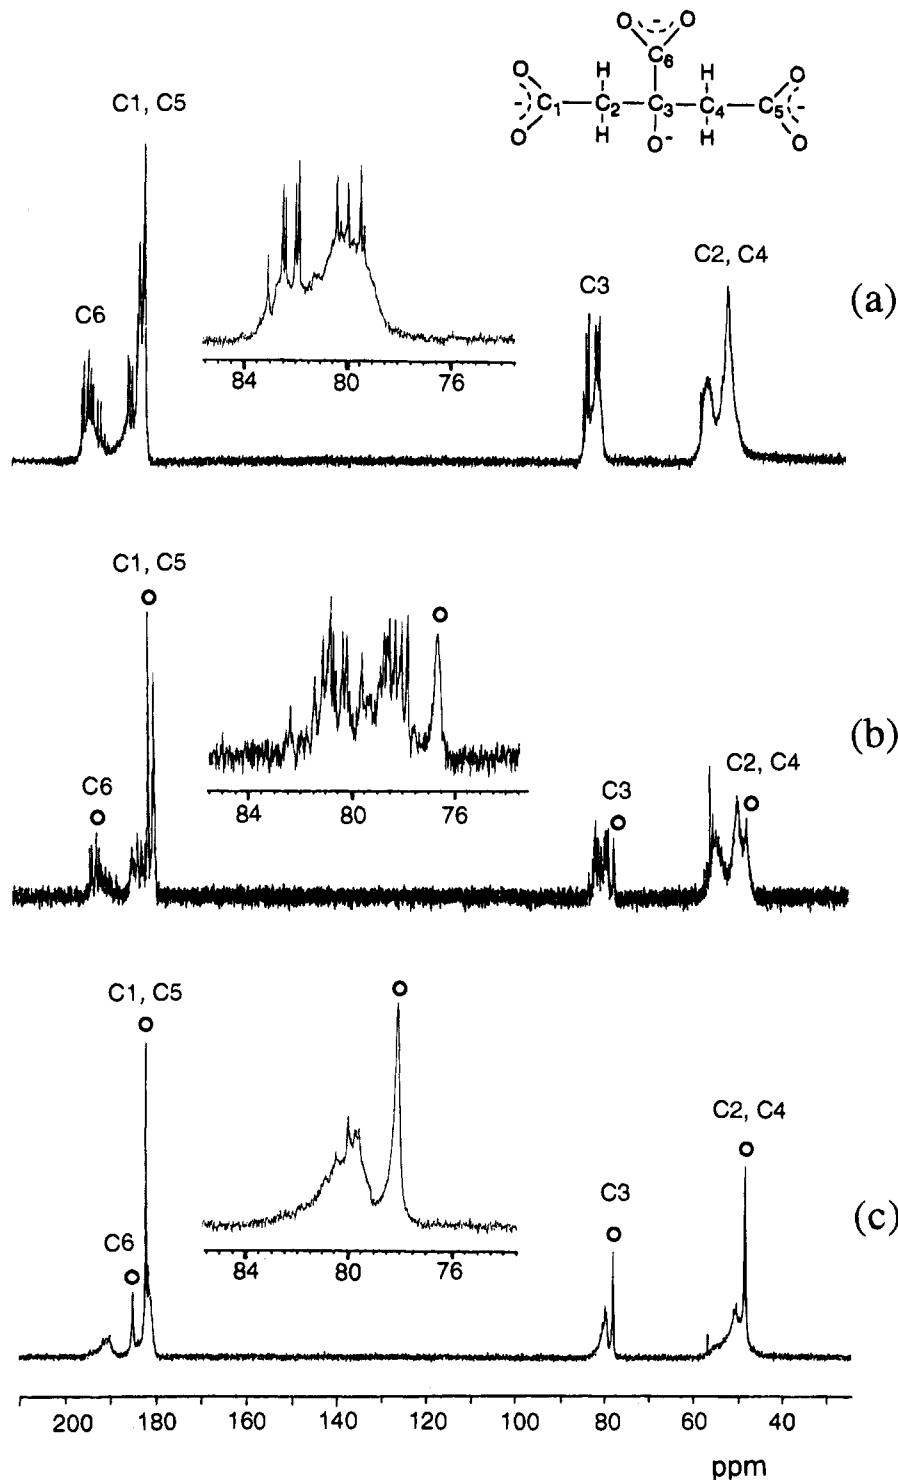 O - O
C6
O H H O
- C1 C2 C3 C4 C5 -
O H O- H O
C1, C5
C6
C3
C2, C4
(a)
84 80 76
C1, C5
C6
C3
C2, C4
(b)
84 80 76
C1, C5
C6
C3
C2, C4
(c)
84 80 76
200 180 160 140 120 100 80 60 40
ppm